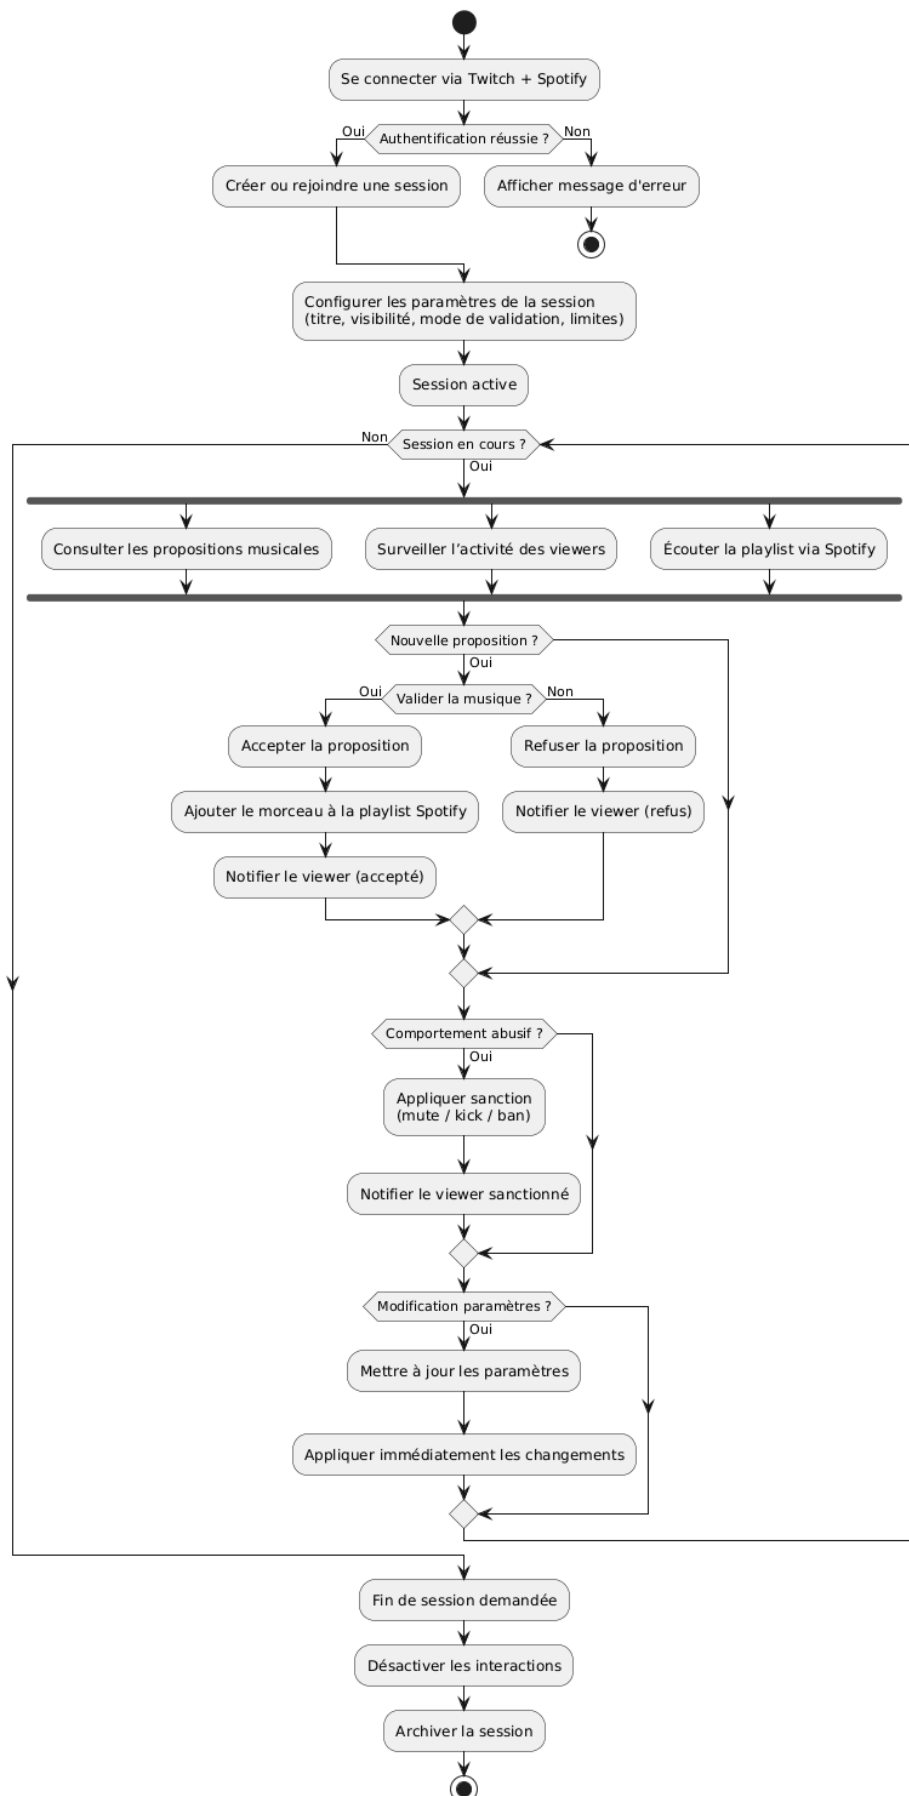 Se connecter via Twitch + Spotify
Oui
Authentification réussie ?
Non
Créer ou rejoindre une session
Afficher message d'erreur
Configurer les paramètres de la session
(titre, visibilité, mode de validation, limites)
Session active
Non
Session en cours ?
Oui
Consulter les propositions musicales
Surveiller l’activité des viewers
Écouter la playlist via Spotify
Nouvelle proposition ?
Oui
Oui
Valider la musique ?
Non
Accepter la proposition
Refuser la proposition
Ajouter le morceau à la playlist Spotify
Notifier le viewer (refus)
Notifier le viewer (accepté)
Comportement abusif ?
Oui
Appliquer sanction
(mute / kick / ban)
Notifier le viewer sanctionné
Modification paramètres ?
Oui
Mettre à jour les paramètres
Appliquer immédiatement les changements
Fin de session demandée
Désactiver les interactions
Archiver la session